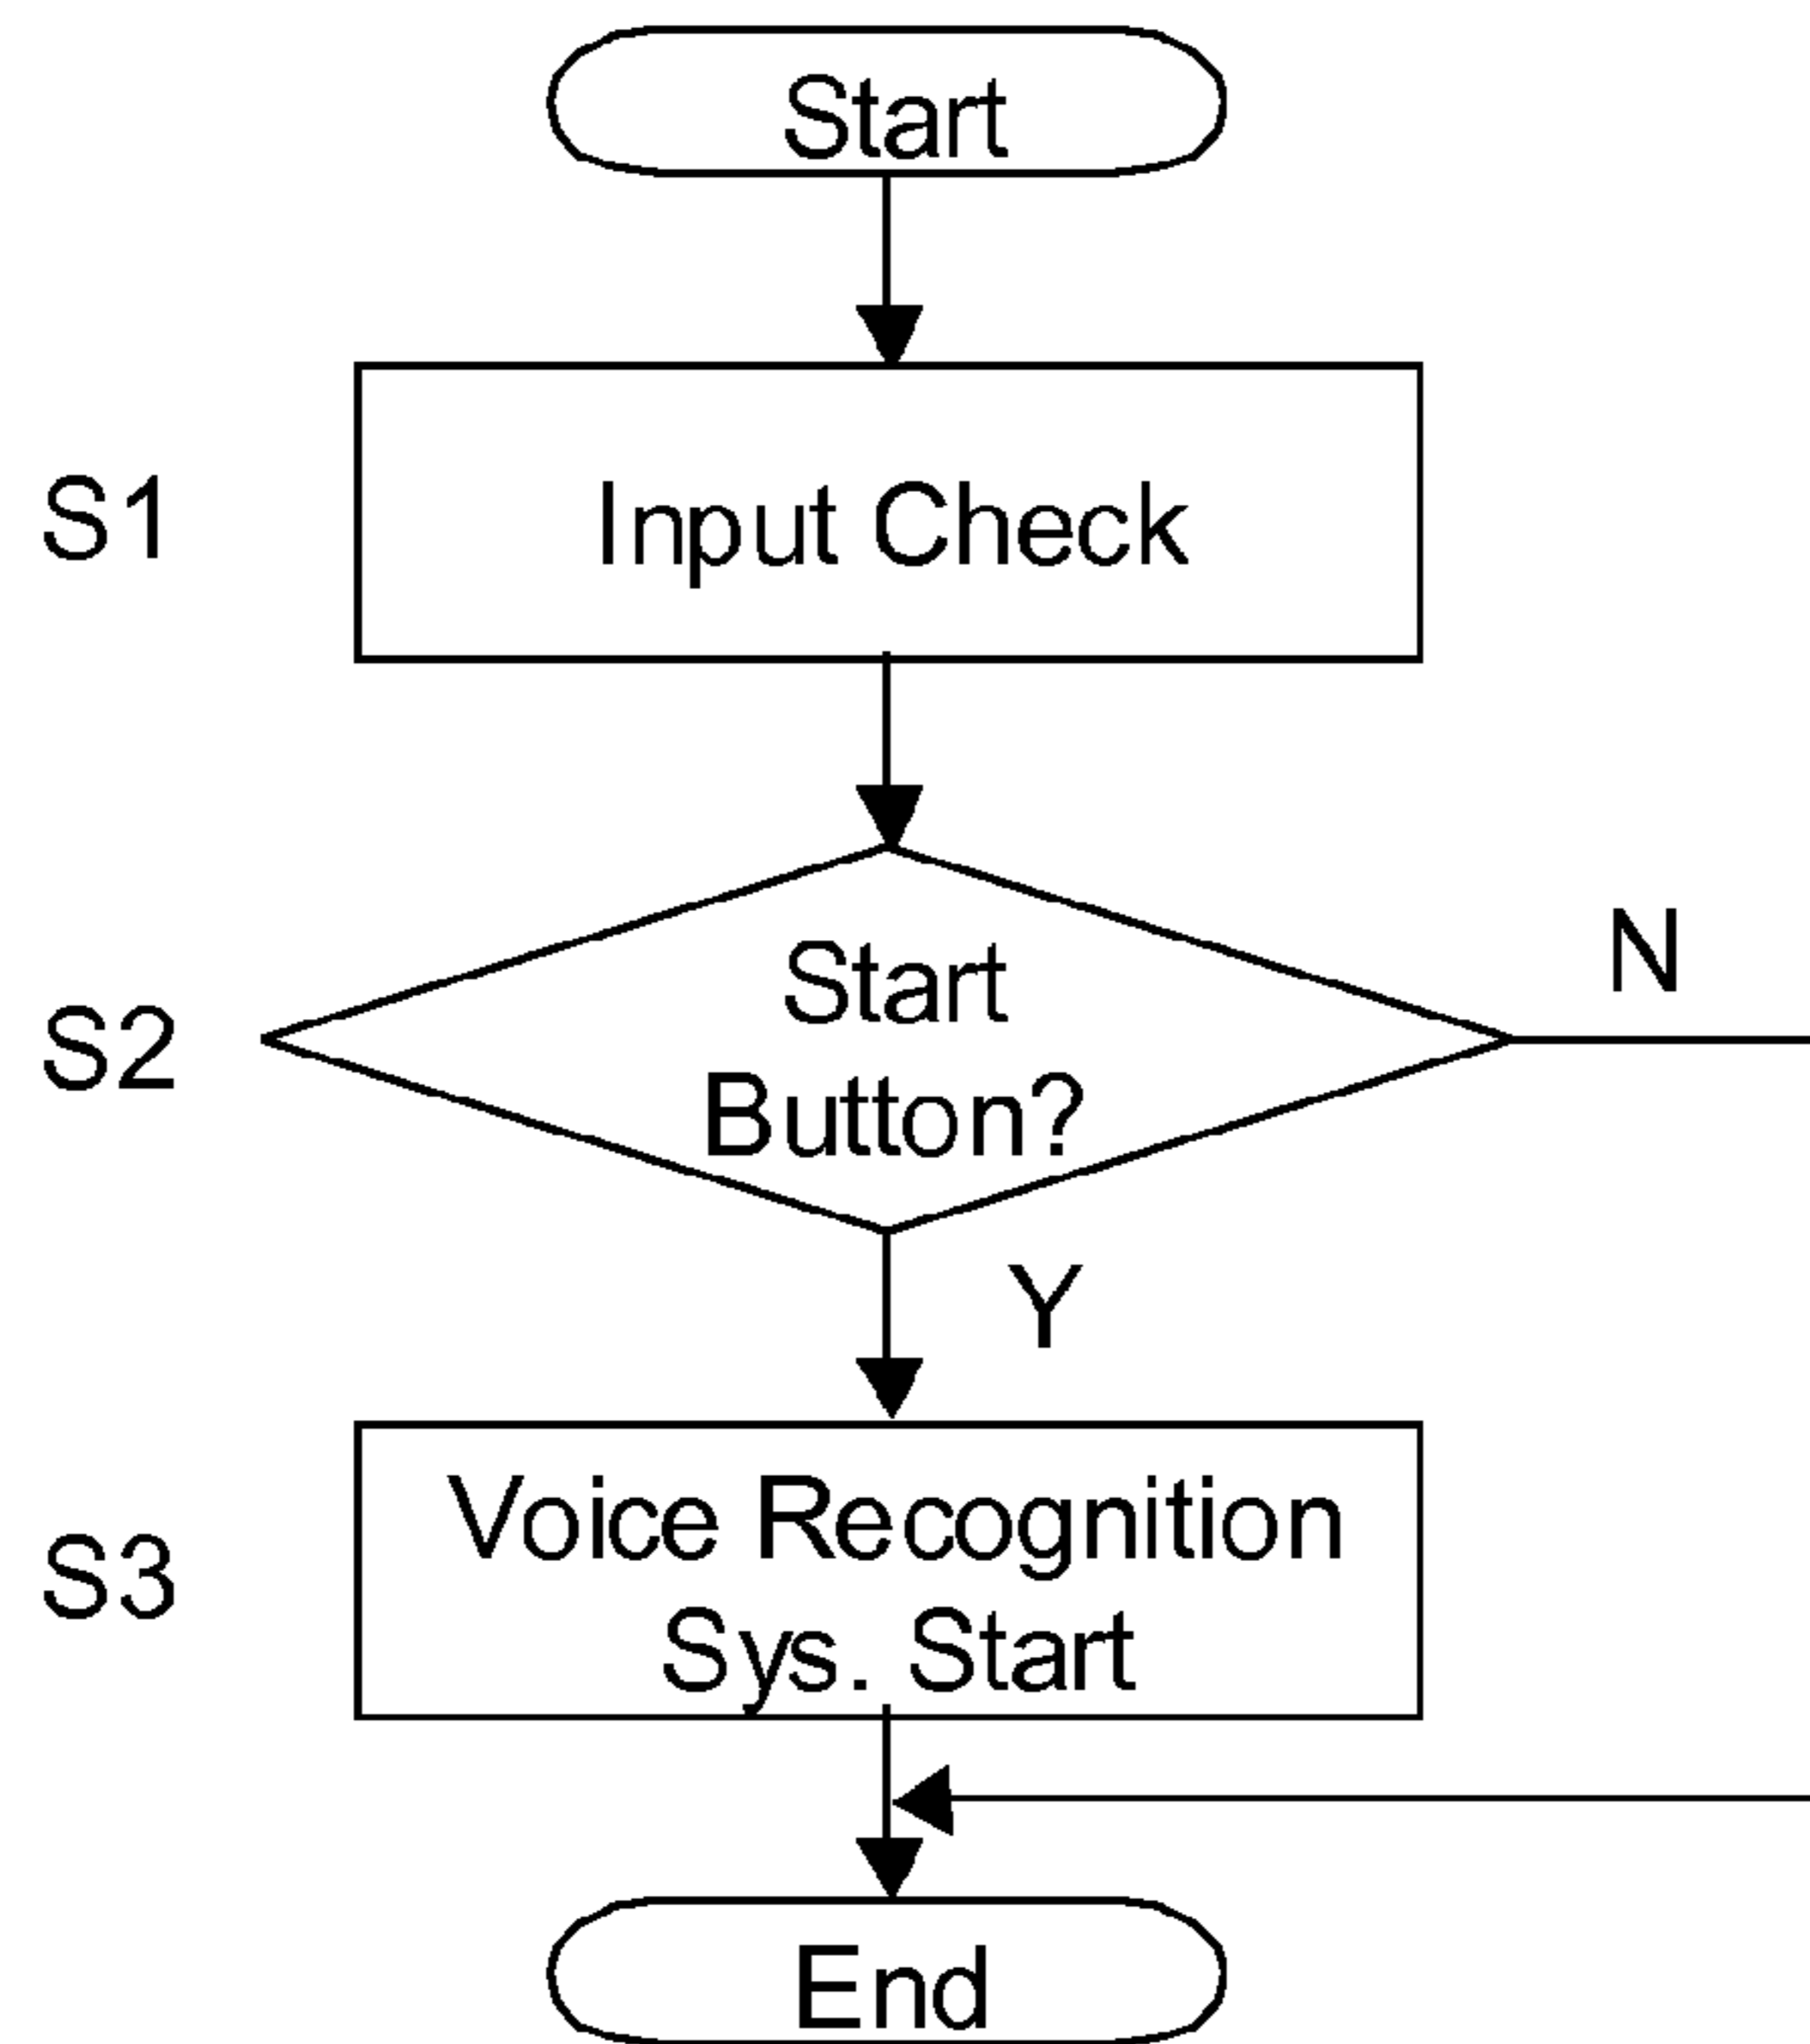 Start
S1
Input Check
S2
Start
Button?
N
Y
S3
Voice Recognition
Sys. Start
End